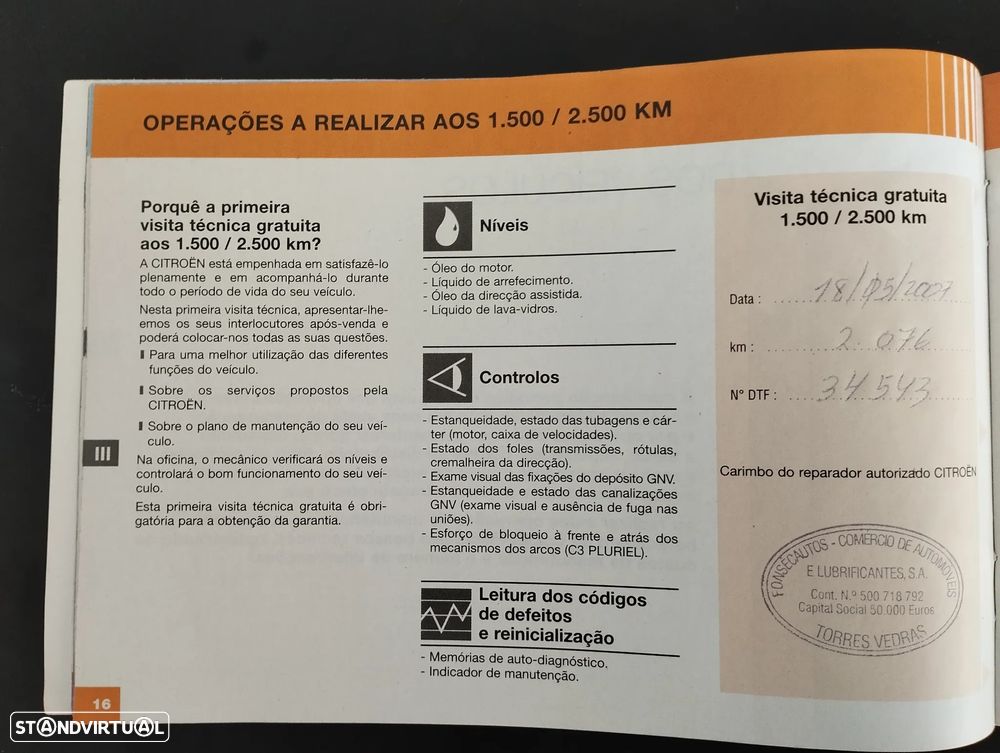 OPERAÇÕES A REALIZAR AOS 1.500 / 2.500 KM
Porquê a primeira
visita técnica gratuita
aos 1.500 / 2.500 km?
A CITROËN está empenhada em satisfazê-lo
plenamente e em acompanhá-lo durante
todo o período de vida do seu veículo.
Nesta primeira visita técnica, apresentar-lhe-
emos os seus interlocutores após-venda e
poderá colocar-nos todas as suas questões.
Para uma melhor utilização das diferentes
funções do veículo.
Sobre os serviços propostos pela
CITROËN.
Sobre o plano de manutenção do seu veí-
culo.
Na oficina, o mecânico verificará os níveis e
controlará o bom funcionamento do seu veí-
culo.
Esta primeira visita técnica gratuita é obri-
gatória para a obtenção da garantia.
III
16
Níveis
- Óleo do motor.
- Líquido de arrefecimento.
- Óleo da direcção assistida.
- Líquido de lava-vidros.
Controlos
- Estanqueidade, estado das tubagens e cár-
ter (motor, caixa de velocidades).
- Estado dos foles (transmissões, rótulas,
cremalheira da direcção).
- Exame visual das fixações do depósito GNV.
- Estanqueidade e estado das canalizações
GNV (exame visual e ausência de fuga nas
uniões).
- Esforço de bloqueio à frente e atrás dos
mecanismos dos arcos (C3 PLURIEL).
Leitura dos códigos
de defeitos
e reinicialização
- Memórias de auto-diagnóstico.
- Indicador de manutenção.
Visita técnica gratuita
1.500 / 2.500 km
Data : 18/05/2007
km : 2.076
N° DTF : 34543
Carimbo do reparador autorizado CITROËN
FONSECAUTOS - COMÉRCIO DE AUTOMÓVEIS
E LUBRIFICANTES, S.A.
Cont. N.º 500 718 792
Capital Social 50.000 Euros
TORRES VEDRAS
STANDVIRTUAL